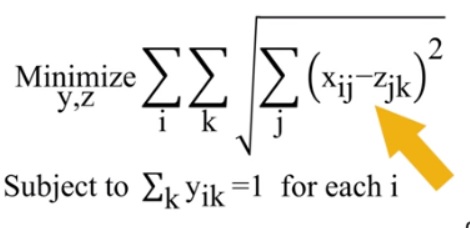 Minimize ∑ ∑ √∑ (xij−zjk)2
y,z i k j
Subject to ∑k yik =1 for each i